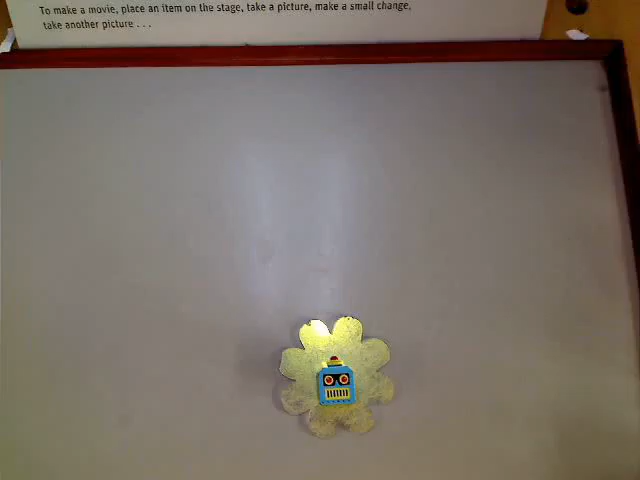 To make a movie, place an item on the stage, take a picture, make a small change,
take another picture . . .